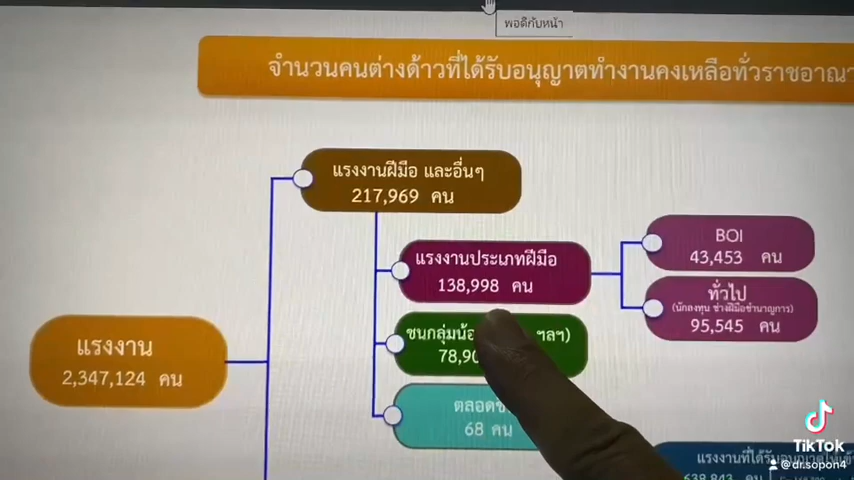 พอดีกับหน้า
จำนวนคนต่างด้าวที่ได้รับอนุญาตทำงานคงเหลือทั่วราชอาณา
แรงงานฝีมือ และอื่นๆ
217,969 คน
แรงงานประเภทฝีมือ
138,998 คน
BOI
43,453 คน
ทั่วไป
(นักลงทุน ช่างฝีมือชำนาญการ)
95,545 คน
ชนกลุ่มน้อ ฯลฯ)
78,90
แรงงาน
2,347,124 คน
ตลอดชี
68 คน
แรงงานที่ได้รับอนุญาต
638,843 คน
TikTok
@dr.sopon4